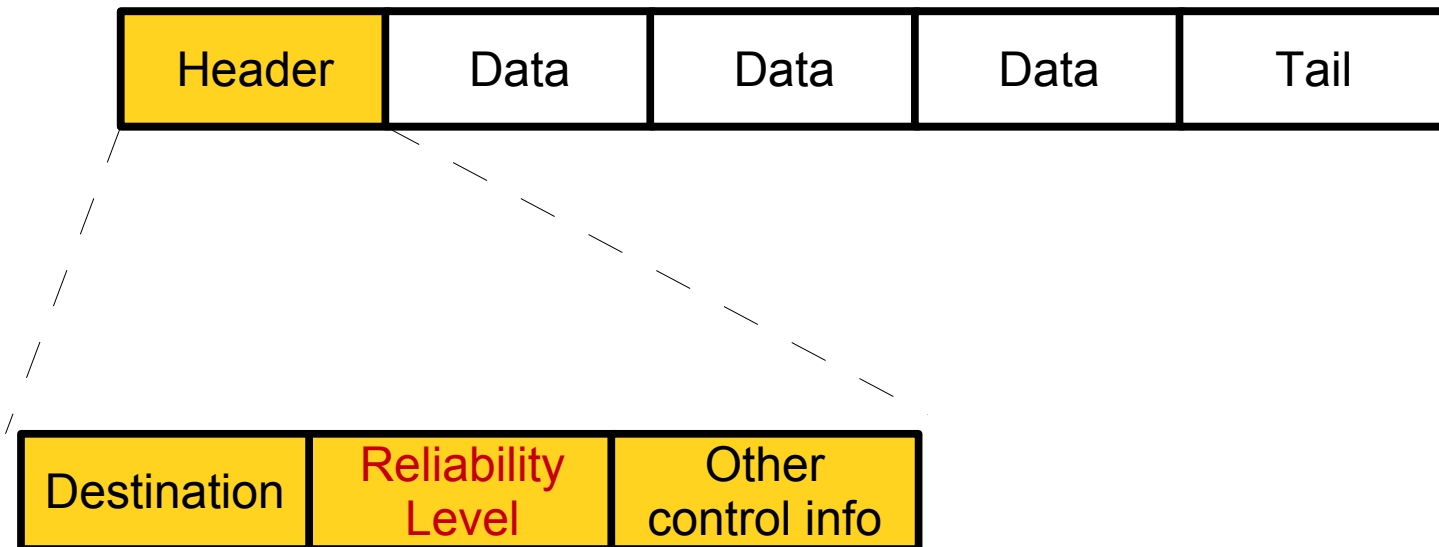 Header Data Data Data Tail
Destination Reliability Level Other control info